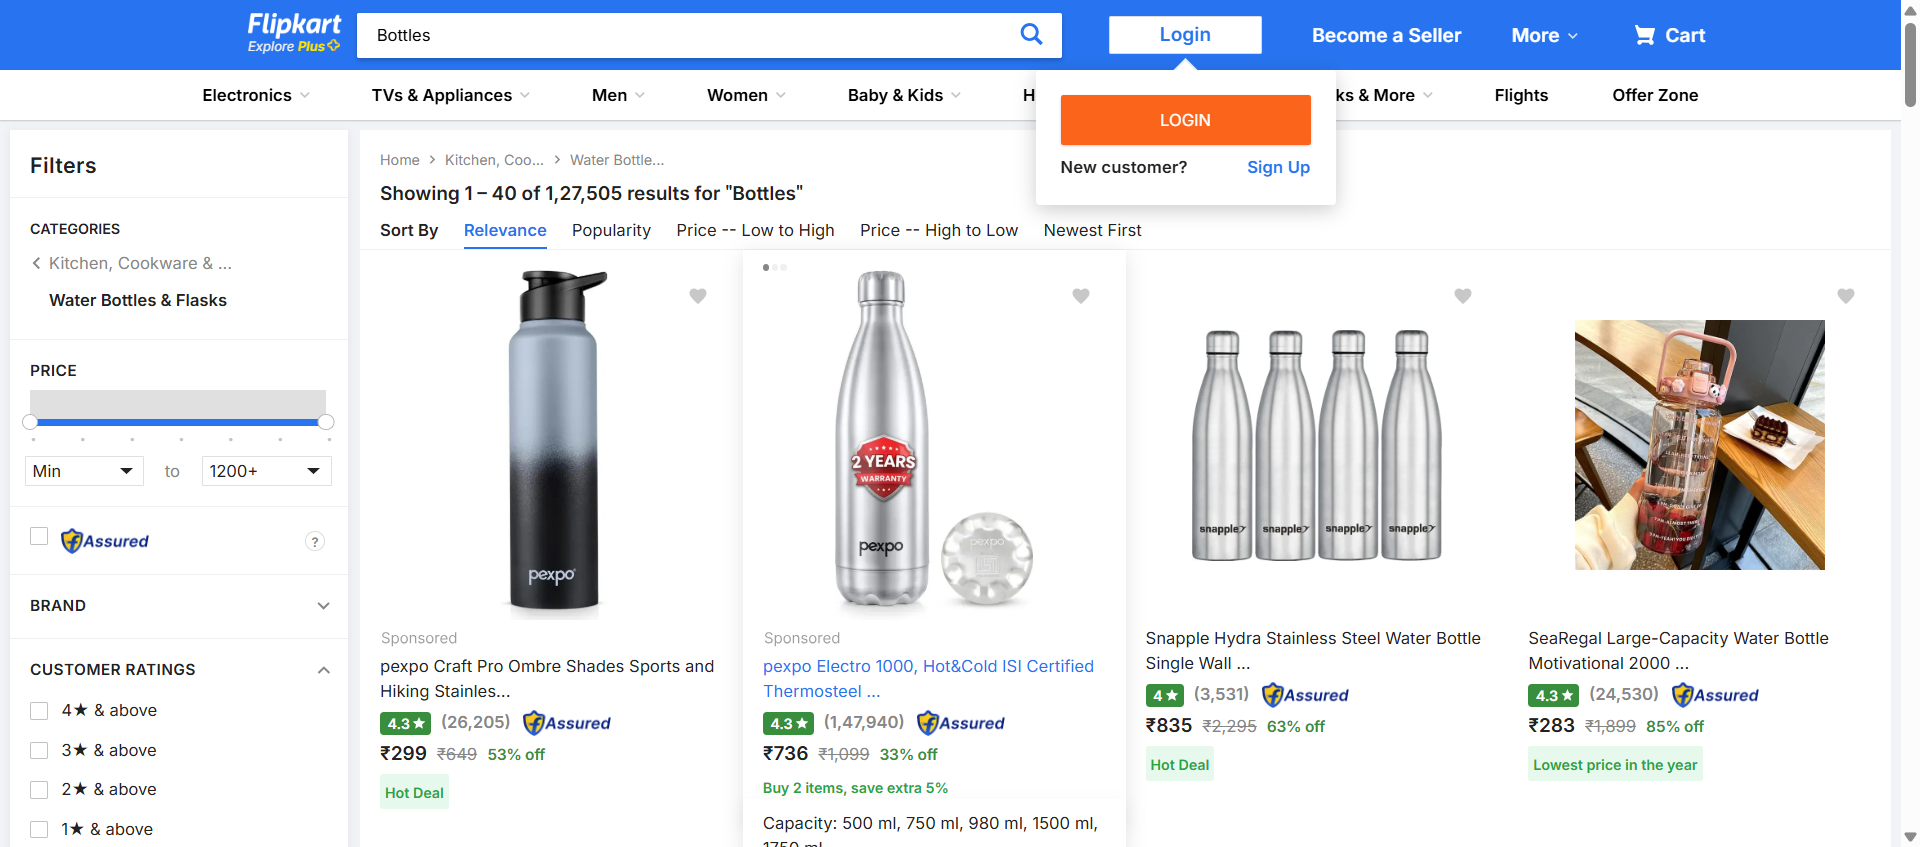 Flipkart
Explore Plus
Bottles
Login
Become a Seller
More
Cart
Electronics
TVs & Appliances
Men
Women
Baby & Kids
H
ks & More
Flights
Offer Zone
LOGIN
New customer?
Sign Up
Filters
CATEGORIES
Kitchen, Cookware & ...
Water Bottles & Flasks
PRICE
Min
to
1200+
Assured
?
BRAND
CUSTOMER RATINGS
4★ & above
3★ & above
2★ & above
1★ & above
Home
Kitchen, Coo...
Water Bottle...
Showing 1 – 40 of 1,27,505 results for "Bottles"
Sort By
Relevance
Popularity
Price -- Low to High
Price -- High to Low
Newest First
pexpo
Sponsored
pexpo Craft Pro Ombre Shades Sports and
Hiking Stainles...
4.3★
(26,205)
Assured
₹299
₹649
53% off
Hot Deal
2 YEARS
WARRANTY
pexpo
pexpo
Sponsored
pexpo Electro 1000, Hot&Cold ISI Certified
Thermosteel ...
4.3★
(1,47,940)
Assured
₹736
₹1,099
33% off
Buy 2 items, save extra 5%
Capacity: 500 ml, 750 ml, 980 ml, 1500 ml,
1750 ml
snapple
snapple
snapple
snapple
Snapple Hydra Stainless Steel Water Bottle
Single Wall ...
4★
(3,531)
Assured
₹835
₹2,295
63% off
Hot Deal
SeaRegal Large-Capacity Water Bottle
Motivational 2000 ...
4.3★
(24,530)
Assured
₹283
₹1,899
85% off
Lowest price in the year